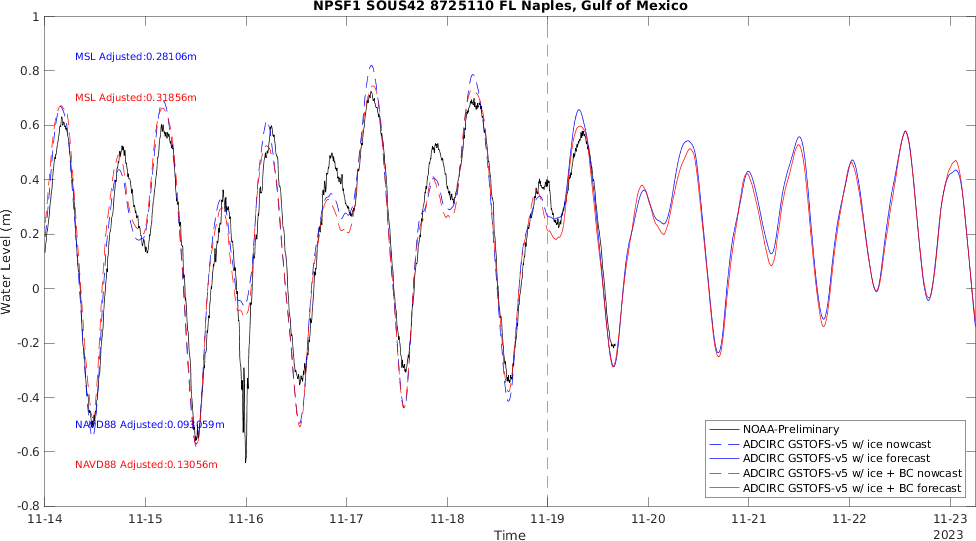 NPSF1 SOUS42 8725110 FL Naples, Gulf of Mexico
1
MSL Adjusted:0.28106m
0.8
MSL Adjusted:0.31856m
0.6
0.4
0.2
Water Level (m)
0
-0.2
-0.4
NAVD88 Adjusted:0.093059m
NOAA-Preliminary
ADCIRC GSTOFS-v5 w/ ice nowcast
ADCIRC GSTOFS-v5 w/ ice forecast
ADCIRC GSTOFS-v5 w/ ice + BC nowcast
ADCIRC GSTOFS-v5 w/ ice + BC forecast
-0.6
NAVD88 Adjusted:0.13056m
-0.8
11-14 11-15 11-16 11-17 11-18 11-19 11-20 11-21 11-22 11-23
Time
2023